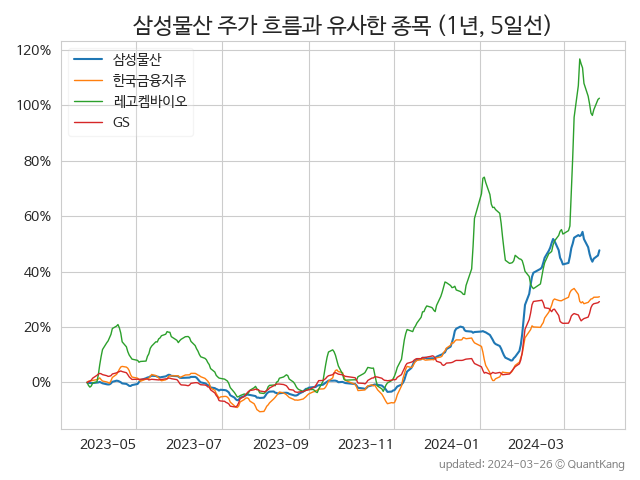 삼성물산 주가 흐름과 유사한 종목 (1년, 5일선)
삼성물산
한국금융지주
레고켐바이오
GS
120%
100%
80%
60%
40%
20%
0%
2023-05
2023-07
2023-09
2023-11
2024-01
2024-03
updated: 2024-03-26 ⓒ QuantKang